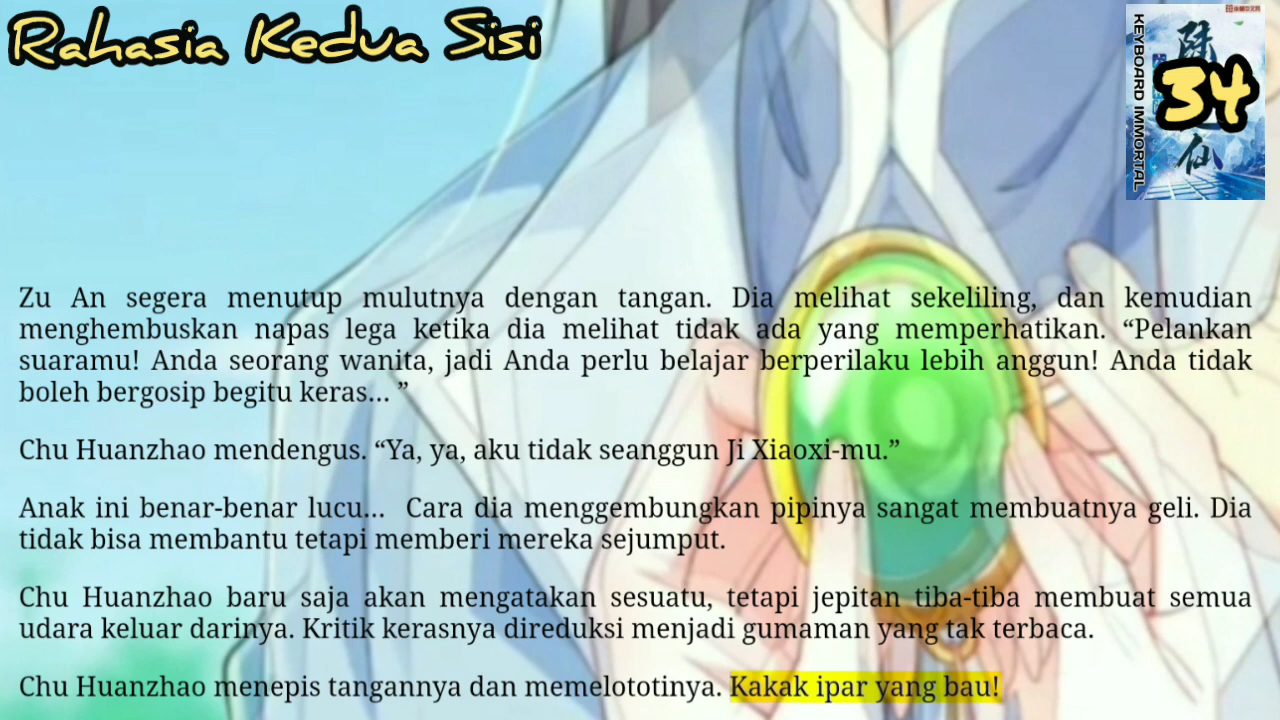 Rahasia Kedua Sisi
KEYBOARD IMMORTAL
34
仙
Zu An segera menutup mulutnya dengan tangan. Dia melihat sekeliling, dan kemudian
menghembuskan napas lega ketika dia melihat tidak ada yang memperhatikan. “Pelankan
suaramu! Anda seorang wanita, jadi Anda perlu belajar berperilaku lebih anggun! Anda tidak
boleh bergosip begitu keras… ”
Chu Huanzhao mendengus. “Ya, ya, aku tidak seanggun Ji Xiaoxi-mu.”
Anak ini benar-benar lucu… Cara dia menggembungkan pipinya sangat membuatnya geli. Dia
tidak bisa membantu tetapi memberi mereka sejumput.
Chu Huanzhao baru saja akan mengatakan sesuatu, tetapi jepitan tiba-tiba membuat semua
udara keluar darinya. Kritik kerasnya direduksi menjadi gumaman yang tak terbaca.
Chu Huanzhao menepis tangannya dan memelototinya. Kakak ipar yang bau!